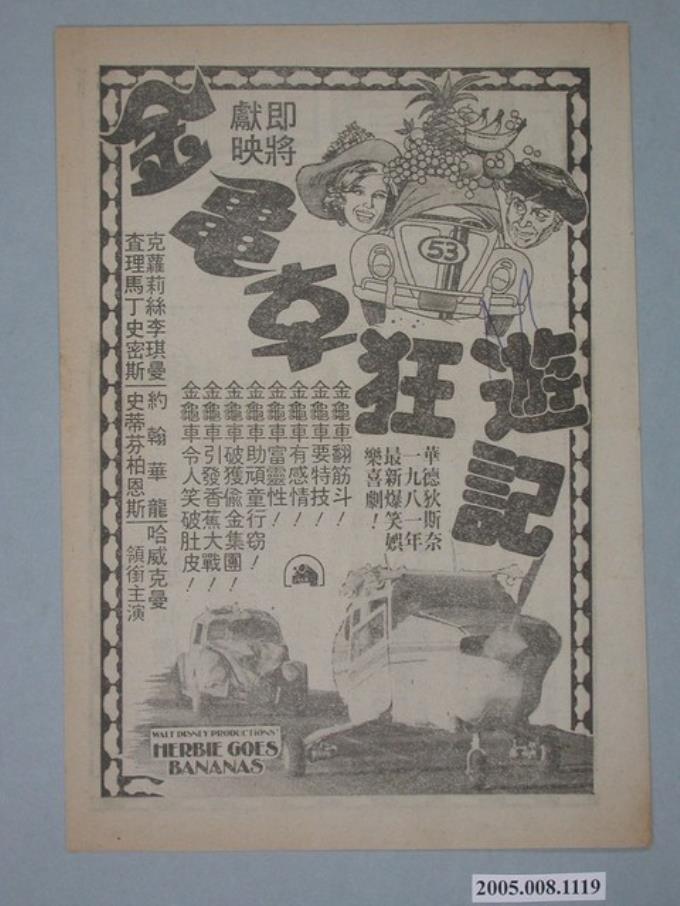 即將
獻映
金龜車狂遊記
53
華德狄斯奈
一九八一年
最新爆笑娛
樂喜劇！
金龜車翻筋斗！
金龜車耍特技！
金龜車有感情！
金龜車富靈性！
金龜車助頑童行竊！
金龜車破獲偸金集團！
金龜車引發香蕉大戰！
金龜車令人笑破肚皮！
克蘿莉絲李琪曼 約翰華龍 哈威克曼
查理馬丁史密斯 史蒂芬柏恩斯 領銜主演
WALT DISNEY PRODUCTIONS'
HERBIE GOES
BANANAS
2005.008.1119